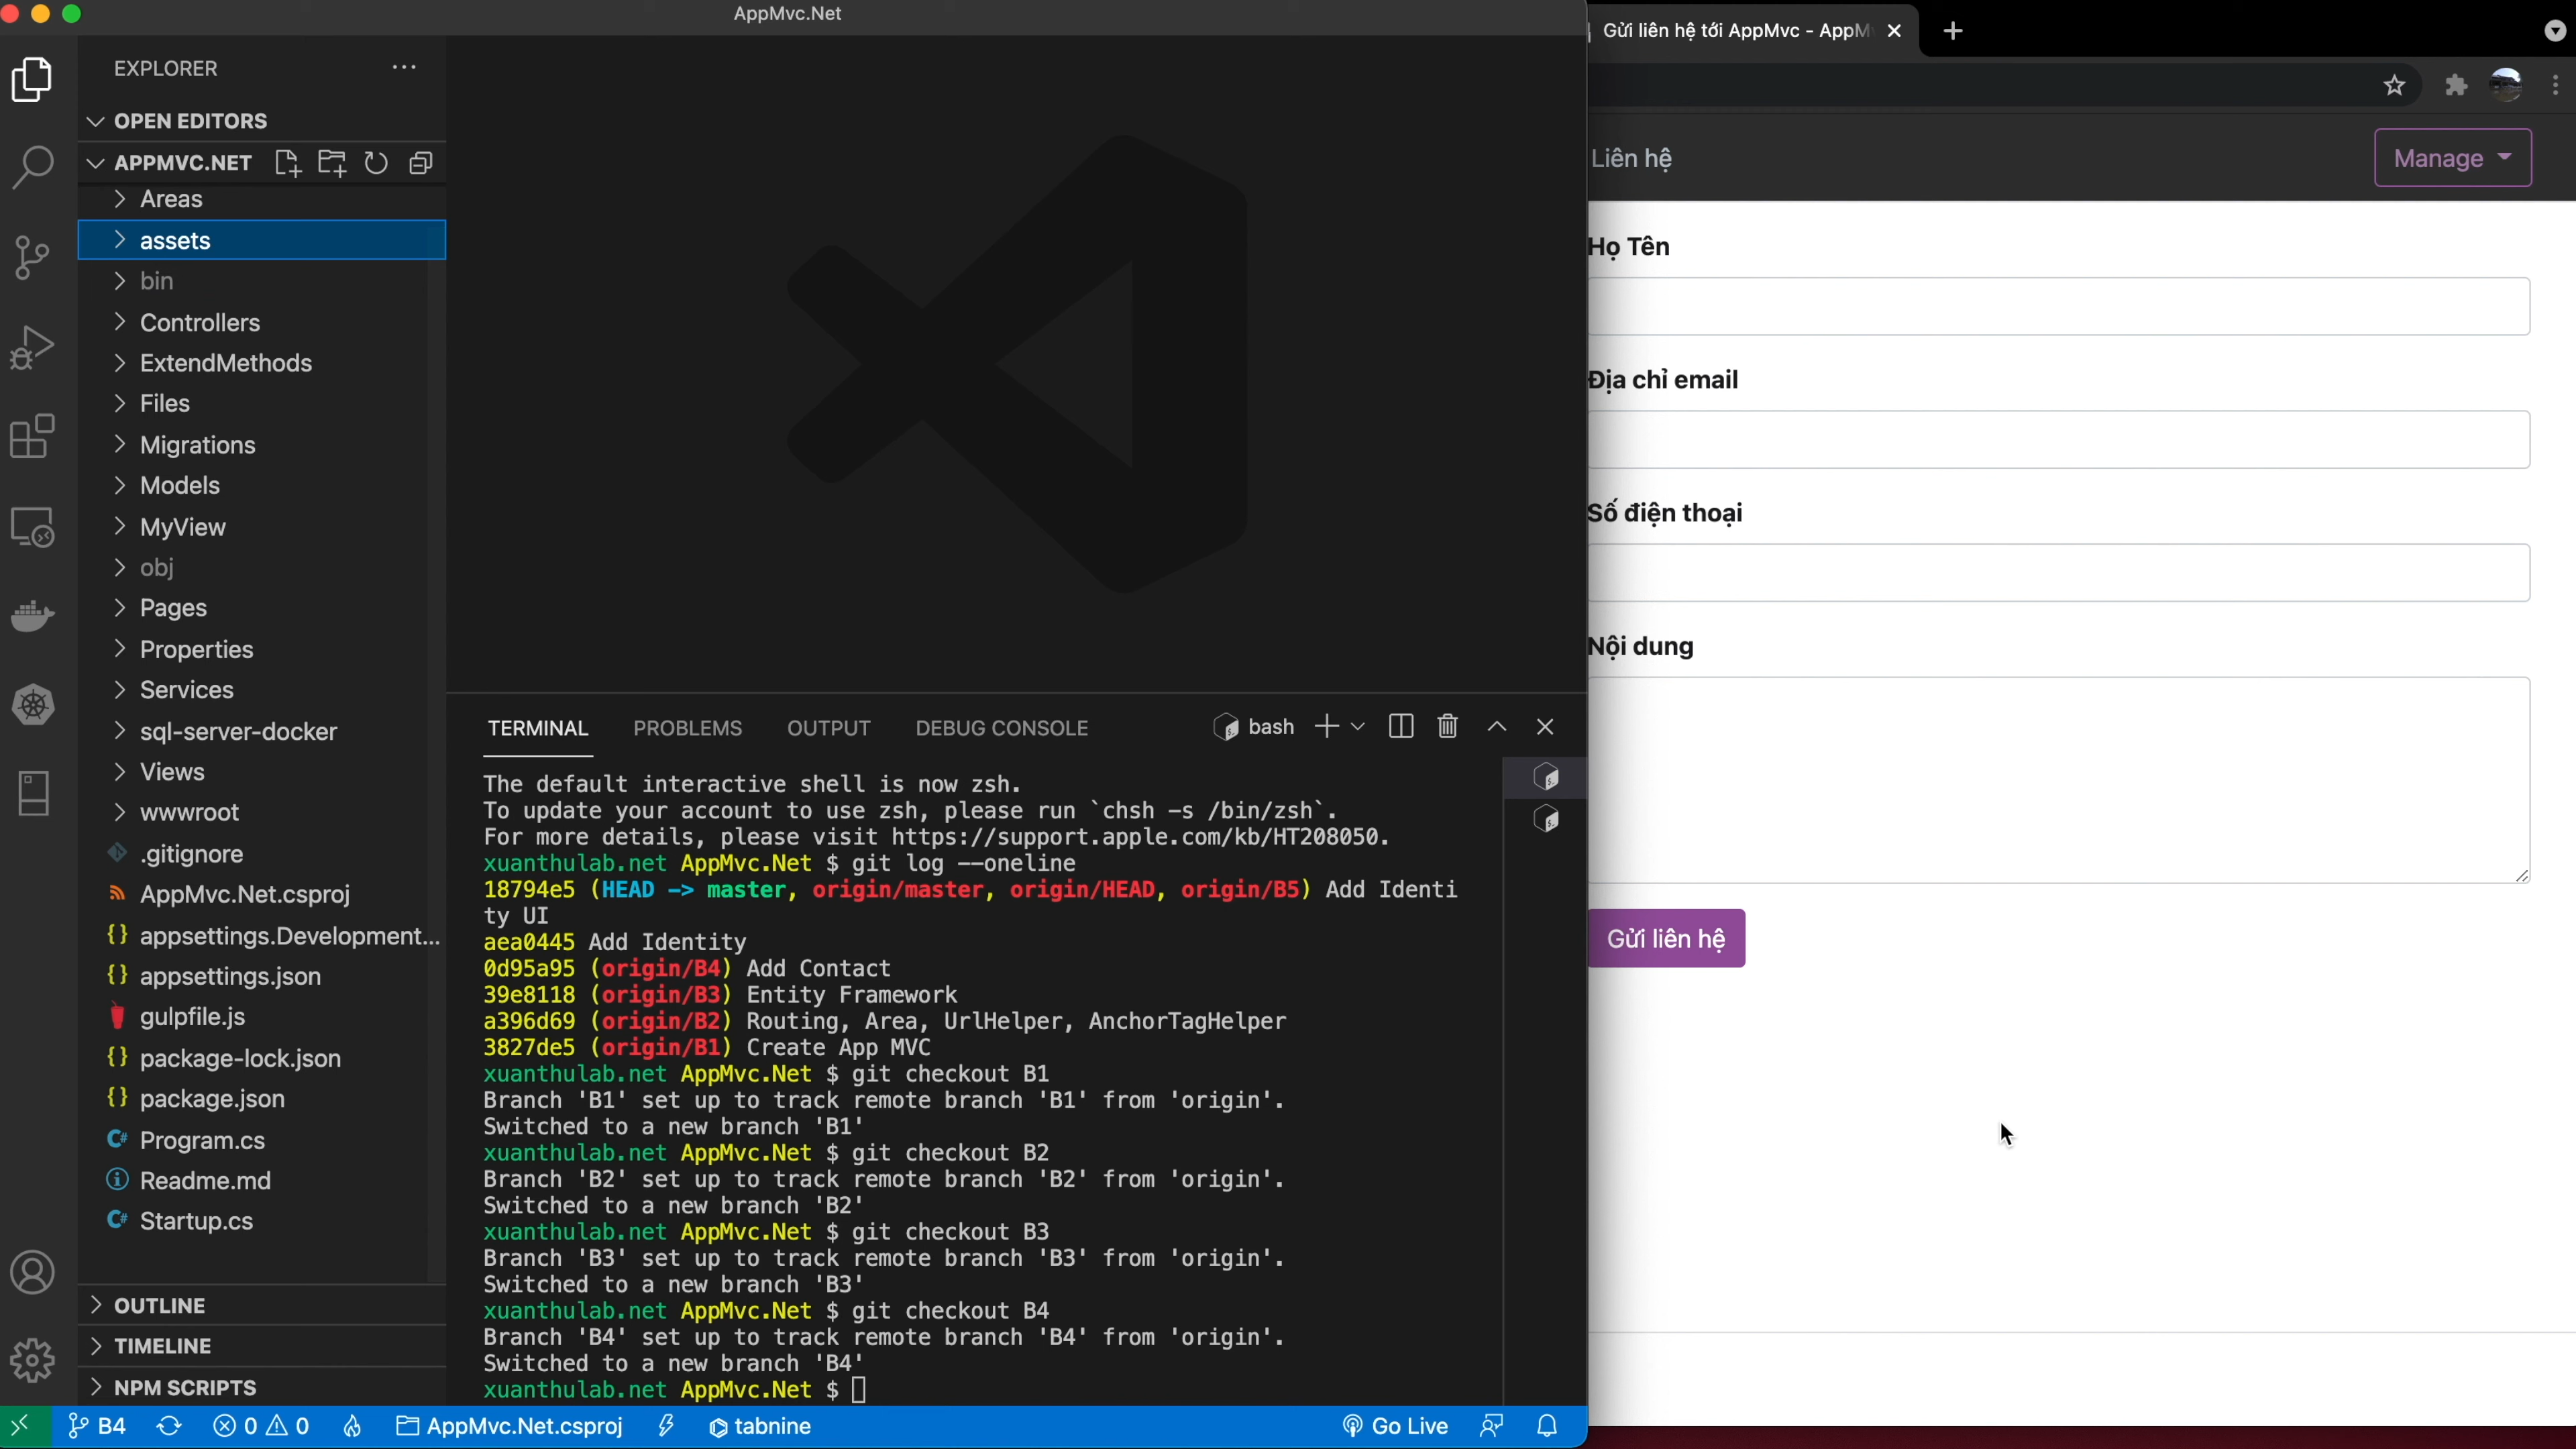 AppMvc.Net
EXPLORER
OPEN EDITORS
APPMVC.NET
Areas
assets
bin
Controllers
ExtendMethods
Files
Migrations
Models
MyView
obj
Pages
Properties
Services
sql-server-docker
Views
wwwroot
.gitignore
AppMvc.Net.csproj
appsettings.Development...
appsettings.json
gulpfile.js
package-lock.json
package.json
Program.cs
Readme.md
Startup.cs
OUTLINE
TIMELINE
NPM SCRIPTS
TERMINAL PROBLEMS OUTPUT DEBUG CONSOLE bash
The default interactive shell is now zsh.
To update your account to use zsh, please run `chsh -s /bin/zsh`.
For more details, please visit https://support.apple.com/kb/HT208050.
xuanthulab.net AppMvc.Net $ git log --oneline
18794e5 (HEAD -> master, origin/master, origin/HEAD, origin/B5) Add Identi
ty UI
aea0445 Add Identity
0d95a95 (origin/B4) Add Contact
39e8118 (origin/B3) Entity Framework
a396d69 (origin/B2) Routing, Area, UrlHelper, AnchorTagHelper
3827de5 (origin/B1) Create App MVC
xuanthulab.net AppMvc.Net $ git checkout B1
Branch 'B1' set up to track remote branch 'B1' from 'origin'.
Switched to a new branch 'B1'
xuanthulab.net AppMvc.Net $ git checkout B2
Branch 'B2' set up to track remote branch 'B2' from 'origin'.
Switched to a new branch 'B2'
xuanthulab.net AppMvc.Net $ git checkout B3
Branch 'B3' set up to track remote branch 'B3' from 'origin'.
Switched to a new branch 'B3'
xuanthulab.net AppMvc.Net $ git checkout B4
Branch 'B4' set up to track remote branch 'B4' from 'origin'.
Switched to a new branch 'B4'
xuanthulab.net AppMvc.Net $
B4 0 0 AppMvc.Net.csproj tabnine Go Live
Gửi liên hệ tới AppMvc - AppM
Liên hệ
Manage
Họ Tên
Địa chỉ email
Số điện thoại
Nội dung
Gửi liên hệ